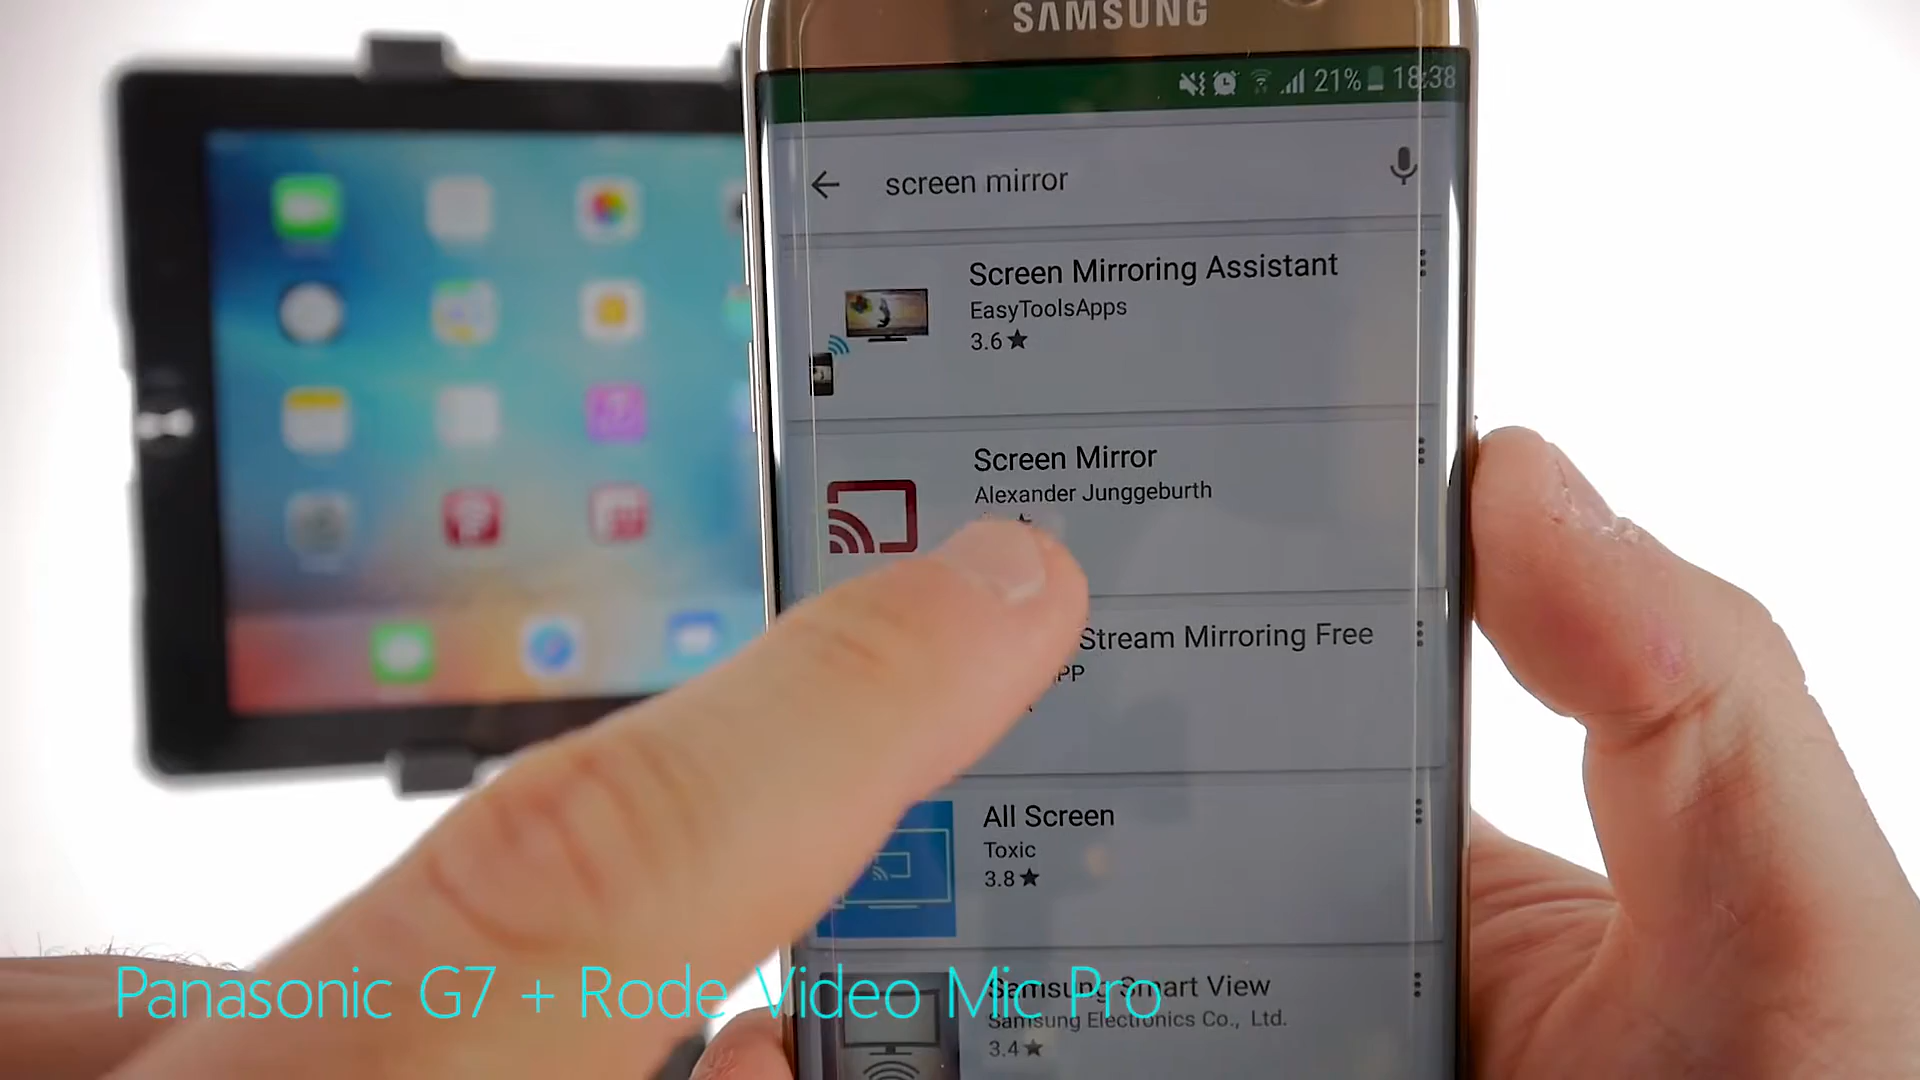 SAMSUNG
21% 18:38
screen mirror
Screen Mirroring Assistant
EasyToolsApps
3.6★
Screen Mirror
Alexander Junggeburth
Stream Mirroring Free
PP
All Screen
Toxic
3.8★
Samsung Smart View
Samsung Electronics Co., Ltd.
3.4★
Panasonic G7 + Rode Video Mic Pro